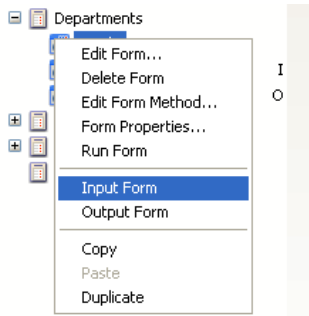 Departments
Edit Form...
Delete Form
Edit Form Method...
Form Properties...
Run Form
Input Form
Output Form
Copy
Paste
Duplicate
I
O